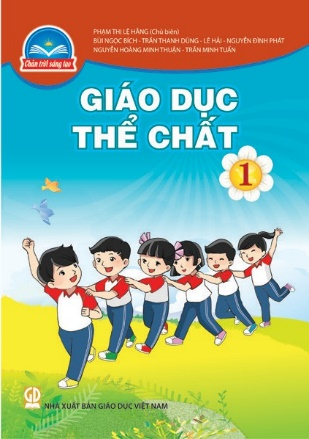 PHẠM THỊ LỆ HẰNG (Chủ biên)
BÙI NGỌC BÍCH - TRẦN THANH DŨNG - LÊ HẢI - NGUYỄN ĐÌNH PHÁT
NGUYỄN HOÀNG MINH THUẬN - TRẦN MINH TUẤN
Chân trời sáng tạo
GIÁO DỤC
THỂ CHẤT
1
GD
NHÀ XUẤT BẢN GIÁO DỤC VIỆT NAM